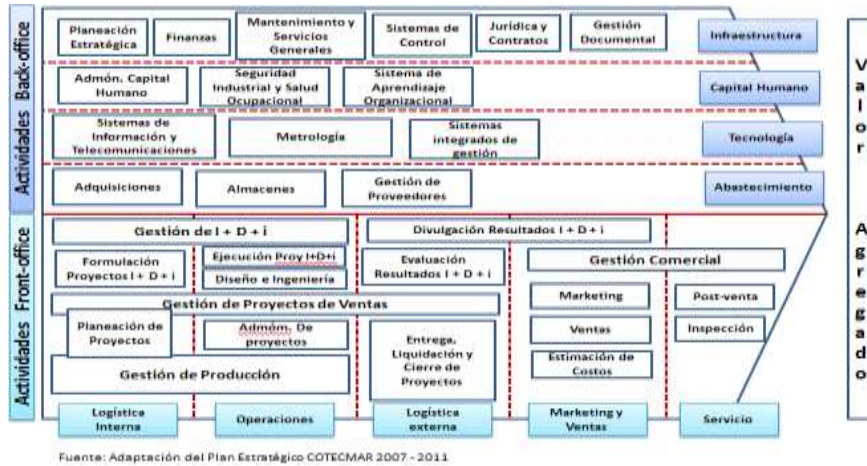 Actividades Back-office
Planeación
Estratégica
Finanzas
Mantenimiento y
Servicios
Generales
Sistemas de
Control
Jurídica y
Contratos
Gestión
Documental
Infraestructura
Admón. Capital
Humano
Seguridad
Industrial y Salud
Ocupacional
Sistema de
Aprendizaje
Organizacional
Capital Humano
Sistemas de
Información y
Telecomunicaciones
Metrología
Sistemas
integrados de
gestión
Tecnología
Adquisiciones
Almacenes
Gestión de
Proveedores
Abastecimiento
Actividades Front-office
Gestión de I + D + i
Divulgación Resultados I + D + i
Formulación
Proyectos I + D + i
Ejecución Proy I+D+i
Diseño e Ingeniería
Evaluación
Resultados I + D + i
Gestión Comercial
Gestión de Proyectos de Ventas
Marketing
Post-venta
Planeación de
Proyectos
Admóm. De
proyectos
Entrega,
Liquidación y
Cierre de
Proyectos
Ventas
Inspección
Gestión de Producción
Estimación de
Costos
Logística
Interna
Operaciones
Logística
externa
Marketing y
Ventas
Servicio
Valor
Agregado
Fuente: Adaptación del Plan Estratégico COTECMAR 2007 - 2011